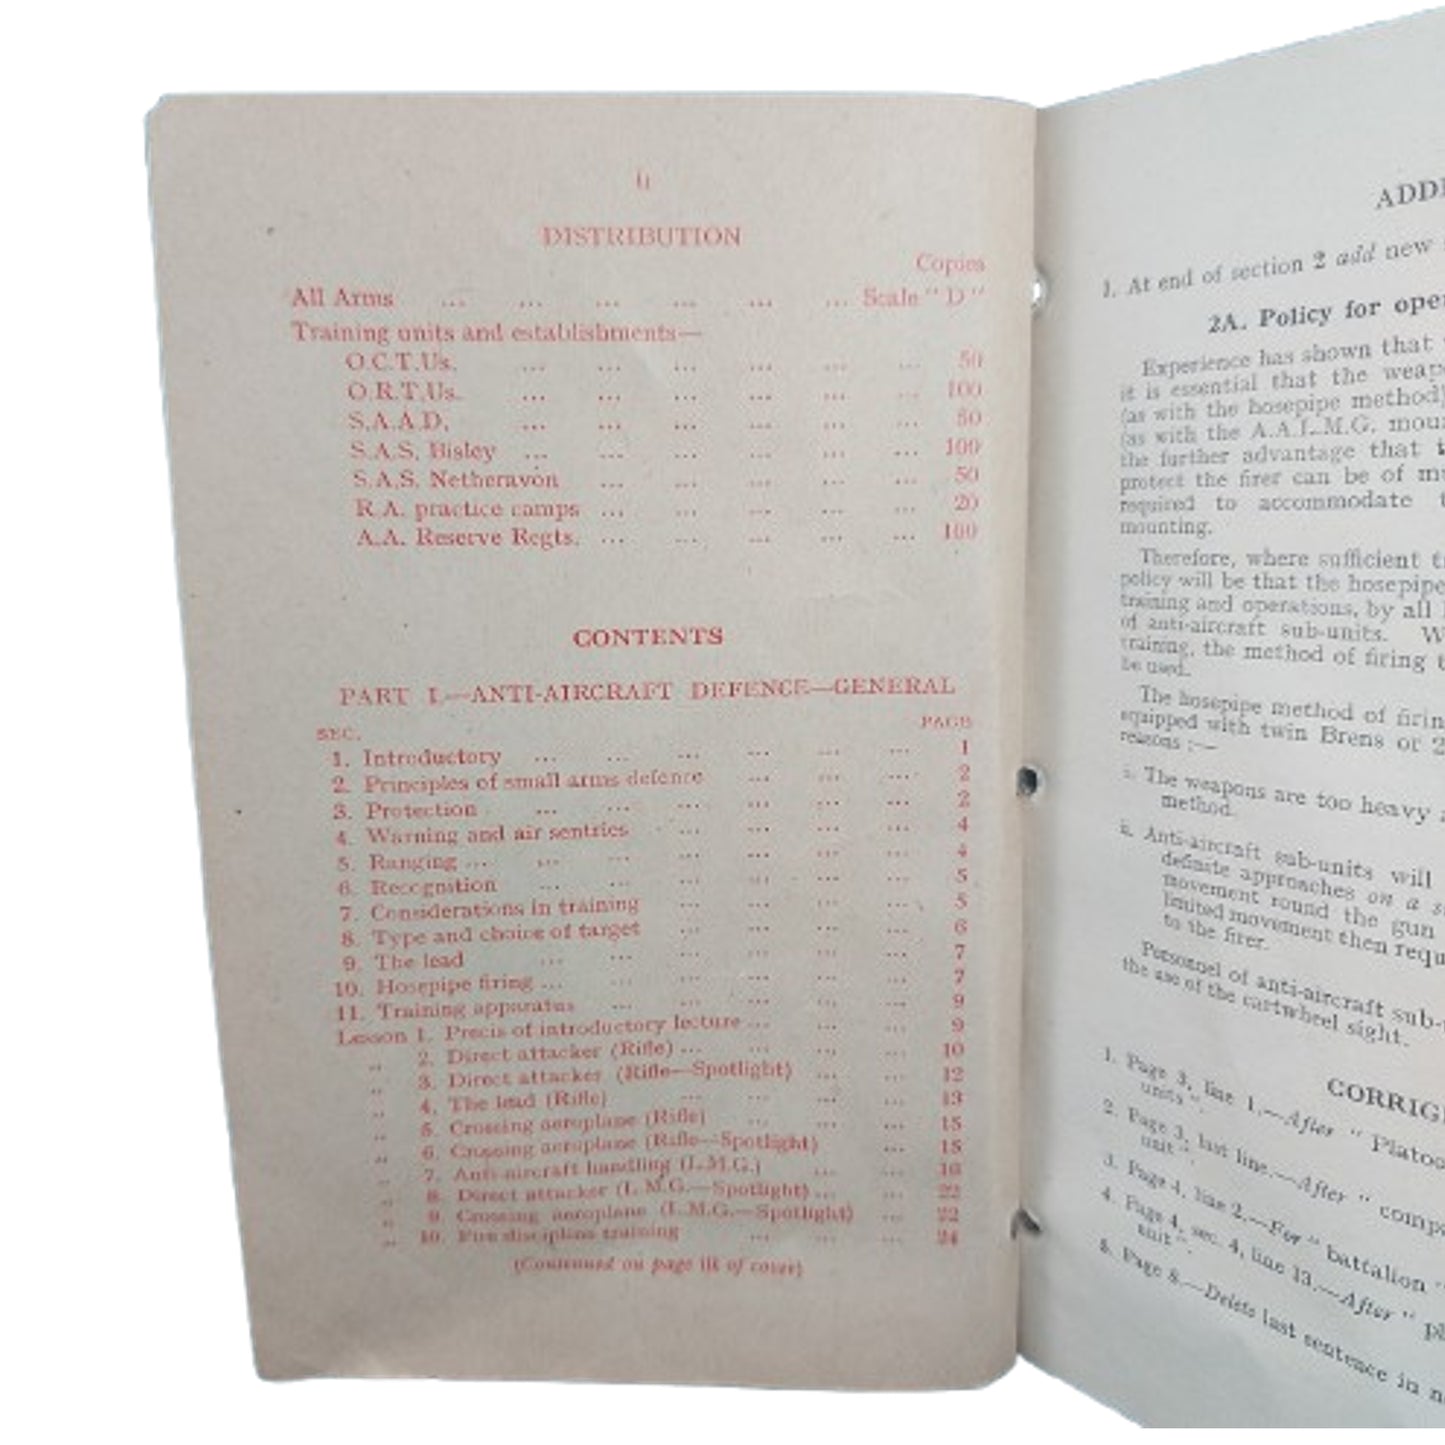 ii
DISTRIBUTION
Copies
All Arms ... ... ... ... ... ... Scale "D"
Training units and establishments—
O.C.T.Us. ... ... ... ... ... ... 50
O.R.T.Us. ... ... ... ... ... ... 100
S.A.A.D. ... ... ... ... ... ... 50
S.A.S. Bisley ... ... ... ... ... ... 100
S.A.S. Netheravon ... ... ... ... ... 50
R.A. practice camps ... ... ... ... ... 20
A.A. Reserve Regts. ... ... ... ... ... 100
CONTENTS
PART I.—ANTI-AIRCRAFT DEFENCE—GENERAL
SEC. PAGE
1. Introductory ... ... ... ... ... ... 1
2. Principles of small arms defence ... ... ... 2
3. Protection ... ... ... ... ... ... 2
4. Warning and air sentries ... ... ... ... 4
5. Ranging ... ... ... ... ... ... 4
6. Recognition ... ... ... ... ... ... 5
7. Considerations in training ... ... ... ... 5
8. Type and choice of target ... ... ... ... 6
9. The lead ... ... ... ... ... ... 7
10. Hosepipe firing ... ... ... ... ... 7
11. Training apparatus ... ... ... ... ... 9
Lesson 1. Precis of introductory lecture ... ... ... 9
„ 2. Direct attacker (Rifle) ... ... ... ... 10
„ 3. Direct attacker (Rifle—Spotlight) ... ... 12
„ 4. The lead (Rifle) ... ... ... ... 13
„ 5. Crossing aeroplane (Rifle) ... ... ... 15
„ 6. Crossing aeroplane (Rifle—Spotlight) ... 15
„ 7. Anti-aircraft handling (L.M.G.) ... ... 16
„ 8. Direct attacker (L.M.G.—Spotlight) ... ... 22
„ 9. Crossing aeroplane (L.M.G.—Spotlight) ... 22
„ 10. Fire discipline training ... ... ... 24
(Continued on page iii of cover)
ADD
1. At end of section 2 add new
2A. Policy for ope
Experience has shown that
it is essential that the weap
(as with the hosepipe method)
(as with the A.A.L.M.G. mou
the further advantage that
protect the firer can be of m
required to accommodate
mounting.
Therefore, where sufficient t
policy will be that the hosepipe
training and operations, by all
of anti-aircraft sub-units. W
training, the method of firing
be used.
The hosepipe method of firin
equipped with twin Brens or 2
reasons :—
i. The weapons are too heavy
method.
ii. Anti-aircraft sub-units will
definite approaches on a s
movement round the gun
limited movement then requ
to the firer.
Personnel of anti-aircraft sub-
the use of the cartwheel sight.
CORRIG
1. Page 3, line 1.—After " Platoo
units ".
2. Page 3, last line.—After " comp
unit ".
3. Page 4, line 2.—For " battalion "
4. Page 4, sec. 4, line 13.—After " pl
unit ".
5. Page 8.—Delete last sentence in n